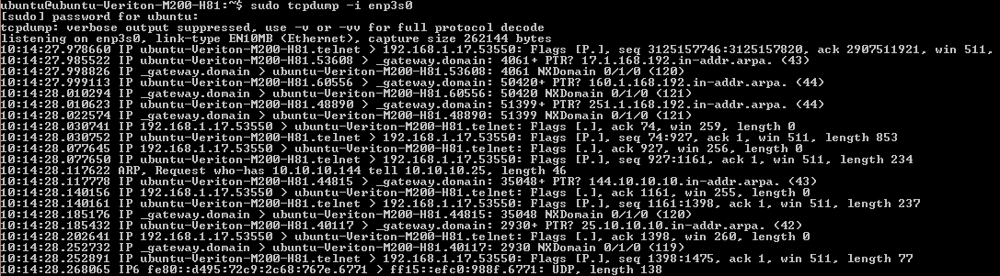 ubuntu@ubuntu-Veriton-M200-H81:~$ sudo tcpdump -i enp3s0
[sudo] password for ubuntu:
tcpdump: verbose output suppressed, use -v or -vv for full protocol decode
listening on enp3s0, link-type EN10MB (Ethernet), capture size 262144 bytes
10:14:27.978660 IP ubuntu-Veriton-M200-H81.telnet > 192.168.1.17.53550: Flags [P.], seq 3125157746:3125157820, ack 2907511921, win 511,
10:14:27.985522 IP ubuntu-Veriton-M200-H81.53608 > _gateway.domain: 4061+ PTR? 17.1.168.192.in-addr.arpa. (43)
10:14:27.998826 IP _gateway.domain > ubuntu-Veriton-M200-H81.53608: 4061 NXDomain 0/1/0 (120)
10:14:27.999113 IP ubuntu-Veriton-M200-H81.60556 > _gateway.domain: 50420+ PTR? 160.1.168.192.in-addr.arpa. (44)
10:14:28.010294 IP _gateway.domain > ubuntu-Veriton-M200-H81.60556: 50420 NXDomain 0/1/0 (121)
10:14:28.010623 IP ubuntu-Veriton-M200-H81.48890 > _gateway.domain: 51399+ PTR? 251.1.168.192.in-addr.arpa. (44)
10:14:28.022574 IP _gateway.domain > ubuntu-Veriton-M200-H81.48890: 51399 NXDomain 0/1/0 (121)
10:14:28.030741 IP 192.168.1.17.53550 > ubuntu-Veriton-M200-H81.telnet: Flags [.], ack 74, win 259, length 0
10:14:28.030752 IP ubuntu-Veriton-M200-H81.telnet > 192.168.1.17.53550: Flags [P.], seq 74:927, ack 1, win 511, length 853
10:14:28.077645 IP 192.168.1.17.53550 > ubuntu-Veriton-M200-H81.telnet: Flags [.], ack 927, win 256, length 0
10:14:28.077650 IP ubuntu-Veriton-M200-H81.telnet > 192.168.1.17.53550: Flags [P.], seq 927:1161, ack 1, win 511, length 234
10:14:28.117622 ARP, Request who-has 10.10.10.144 tell 10.10.10.25, length 46
10:14:28.117778 IP ubuntu-Veriton-M200-H81.44815 > _gateway.domain: 35048+ PTR? 144.10.10.10.in-addr.arpa. (43)
10:14:28.140156 IP 192.168.1.17.53550 > ubuntu-Veriton-M200-H81.telnet: Flags [.], ack 1161, win 255, length 0
10:14:28.140161 IP ubuntu-Veriton-M200-H81.telnet > 192.168.1.17.53550: Flags [P.], seq 1161:1398, ack 1, win 511, length 237
10:14:28.185176 IP _gateway.domain > ubuntu-Veriton-M200-H81.44815: 35048 NXDomain 0/1/0 (120)
10:14:28.185432 IP ubuntu-Veriton-M200-H81.40117 > _gateway.domain: 2930+ PTR? 25.10.10.10.in-addr.arpa. (42)
10:14:28.202641 IP 192.168.1.17.53550 > ubuntu-Veriton-M200-H81.telnet: Flags [.], ack 1398, win 260, length 0
10:14:28.252732 IP _gateway.domain > ubuntu-Veriton-M200-H81.40117: 2930 NXDomain 0/1/0 (119)
10:14:28.252891 IP ubuntu-Veriton-M200-H81.telnet > 192.168.1.17.53550: Flags [P.], seq 1398:1475, ack 1, win 511, length 77
10:14:28.268065 IP6 fe80::d495:72c9:2c68:767e.6771 > ff15::efc0:988f.6771: UDP, length 138